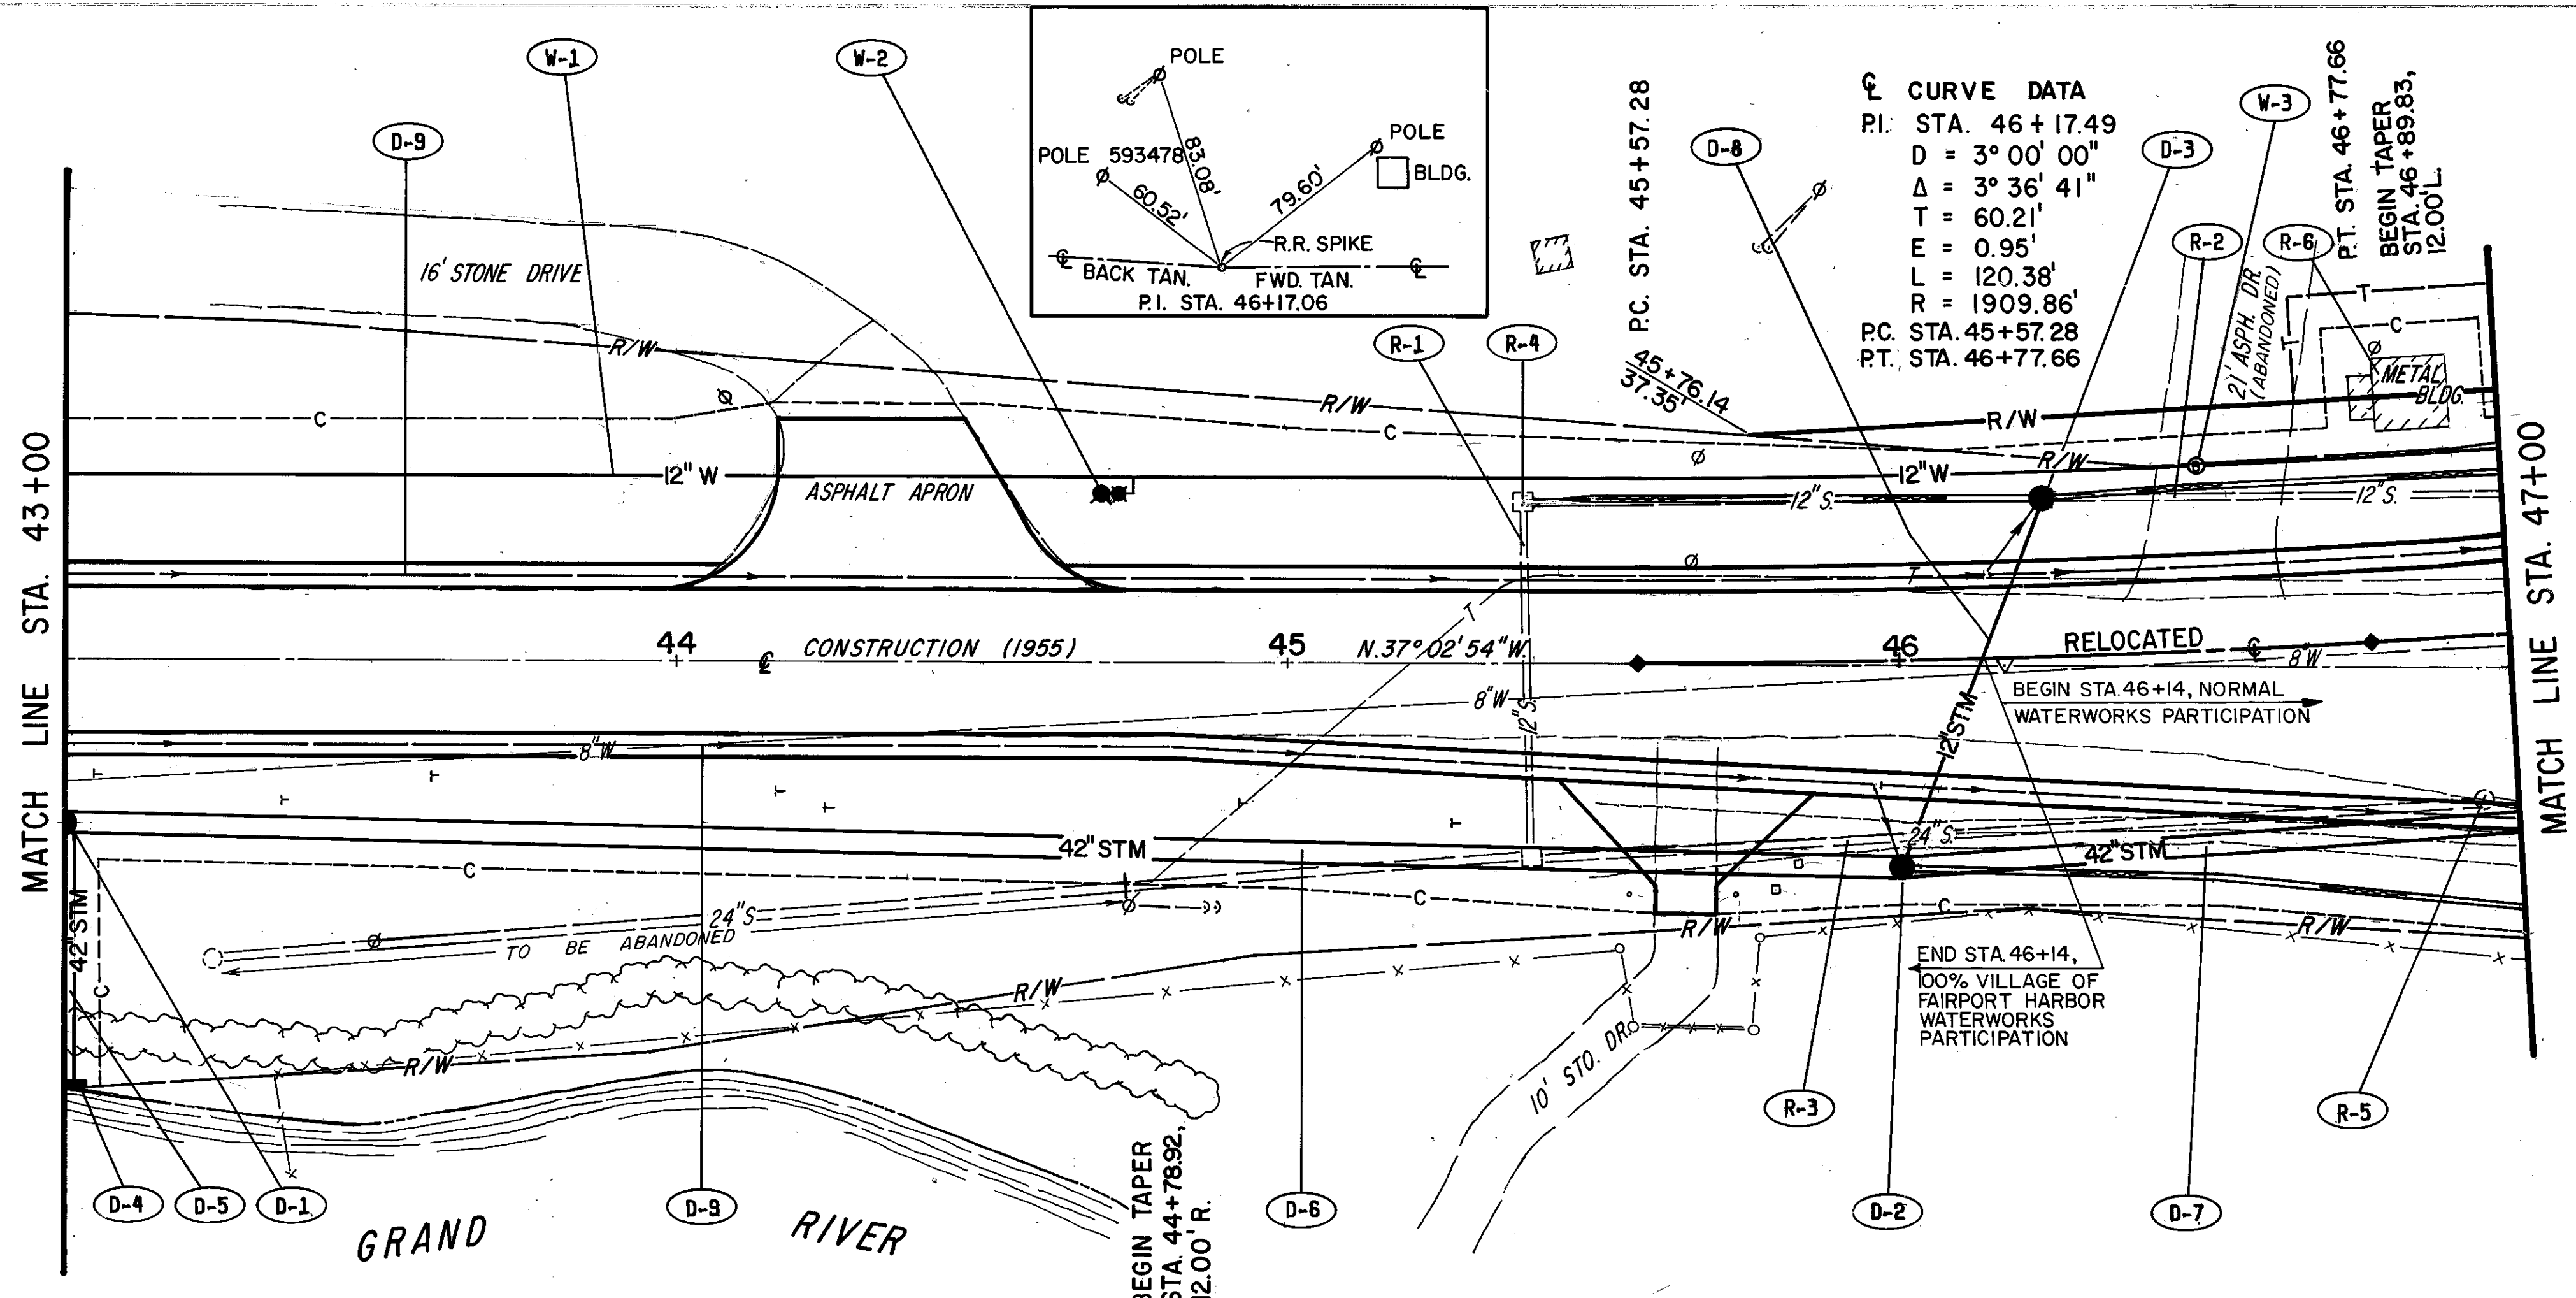 MATCH LINE STA. 43+00
W-1
W-2
D-9
16' STONE DRIVE
R/W
C
12" W
ASPHALT APRON
POLE
POLE 593478
83.08'
60.52'
79.60'
POLE
BLDG.
R.R. SPIKE
℄ BACK TAN.
FWD. TAN. ℄
P.I. STA. 46+17.06
R-1
R-4
P.C. STA. 45+57.28
45+76.14
37.35'
D-8
℄ CURVE DATA
P.I. STA. 46+17.49
D = 3° 00' 00"
Δ = 3° 36' 41"
T = 60.21'
E = 0.95'
L = 120.38'
R = 1909.86'
P.C. STA. 45+57.28
P.T. STA. 46+77.66
D-3
W-3
R-2
R-6
P.T. STA. 46+77.66
BEGIN TAPER
STA. 46+89.83,
12.00' L.
21' ASPH. DR.
(ABANDONED)
T
C
T
METAL
BLDG.
R/W
C
R/W
12" W
R/W
12" S.
12" S.
T
T
44
℄ CONSTRUCTION (1955)
45
N. 37° 02' 54" W.
46
RELOCATED ℄
8" W
8" W
8" W
12" S.
12" STM
BEGIN STA. 46+14, NORMAL
WATERWORKS PARTICIPATION
MATCH LINE STA. 47+00
42" STM
24" S.
42" STM
C
C
C
42" STM
C
24" S.
TO BE ABANDONED
R/W
R/W
R/W
R/W
END STA. 46+14,
100% VILLAGE OF
FAIRPORT HARBOR
WATERWORKS
PARTICIPATION
10' STO. DR.
R-3
R-5
D-4
D-5
D-1
D-9
D-6
D-2
D-7
BEGIN TAPER
STA. 44+78.92,
12.00' R.
GRAND RIVER